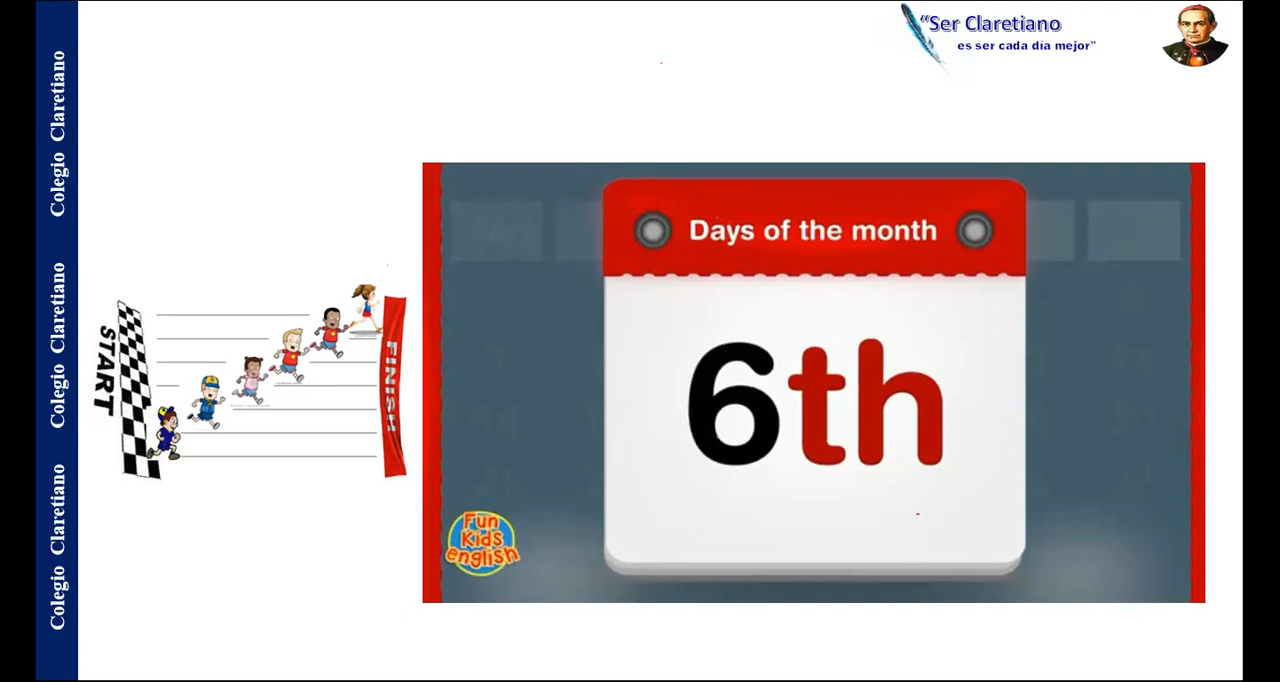 “Ser Claretiano
es ser cada día mejor”
Colegio Claretiano
Colegio Claretiano
Colegio Claretiano
START
FINISH
Days of the month
6th
Fun
Kids
english